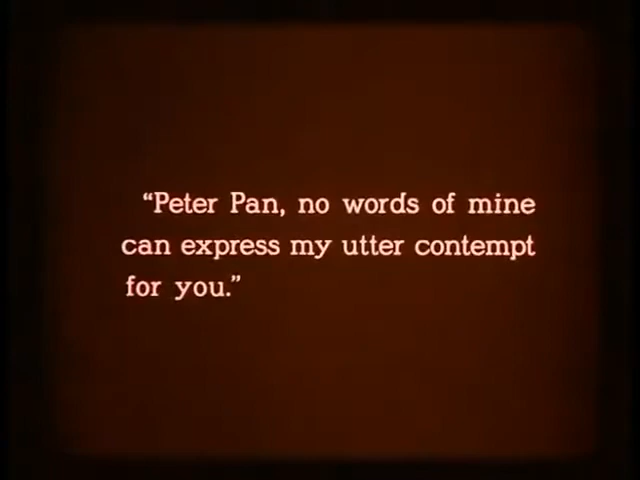 “Peter Pan, no words of mine
can express my utter contempt
for you.”